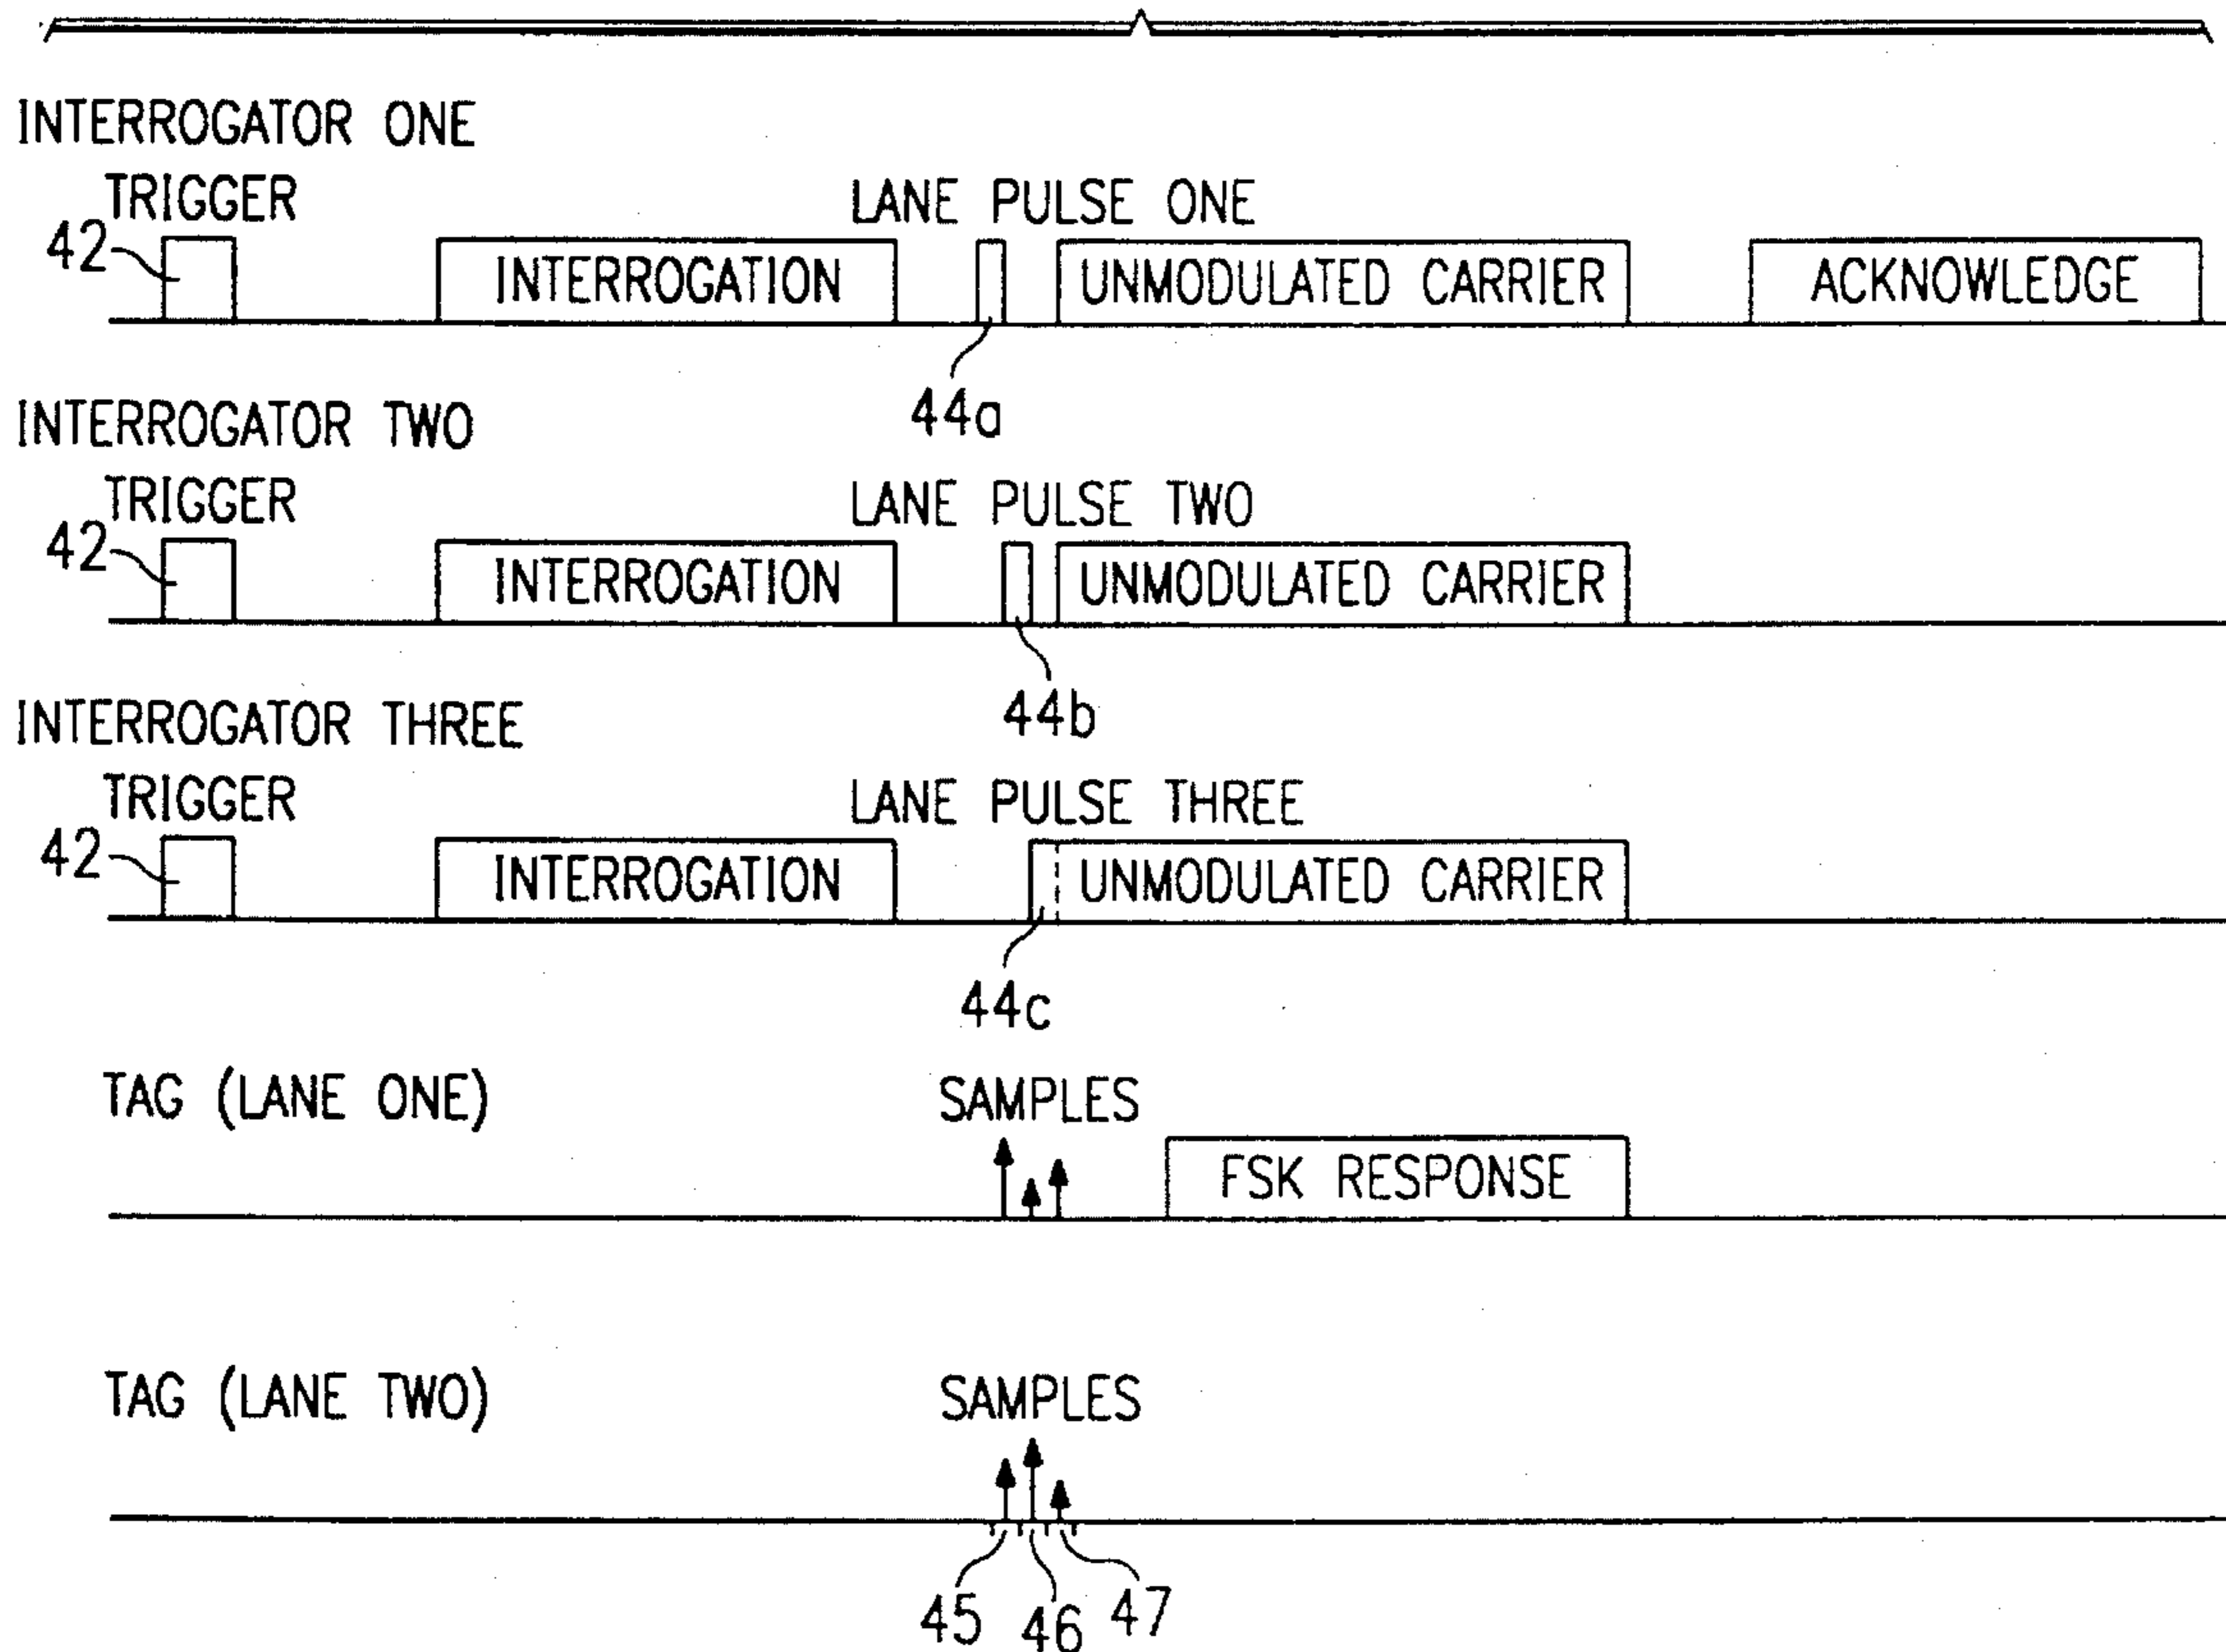 INTERROGATOR ONE
TRIGGER LANE PULSE ONE
42 INTERROGATION UNMODULATED CARRIER ACKNOWLEDGE
44a
INTERROGATOR TWO
TRIGGER LANE PULSE TWO
42 INTERROGATION UNMODULATED CARRIER
44b
INTERROGATOR THREE
TRIGGER LANE PULSE THREE
42 INTERROGATION UNMODULATED CARRIER
44c
TAG (LANE ONE) SAMPLES
FSK RESPONSE
TAG (LANE TWO) SAMPLES
45 46 47